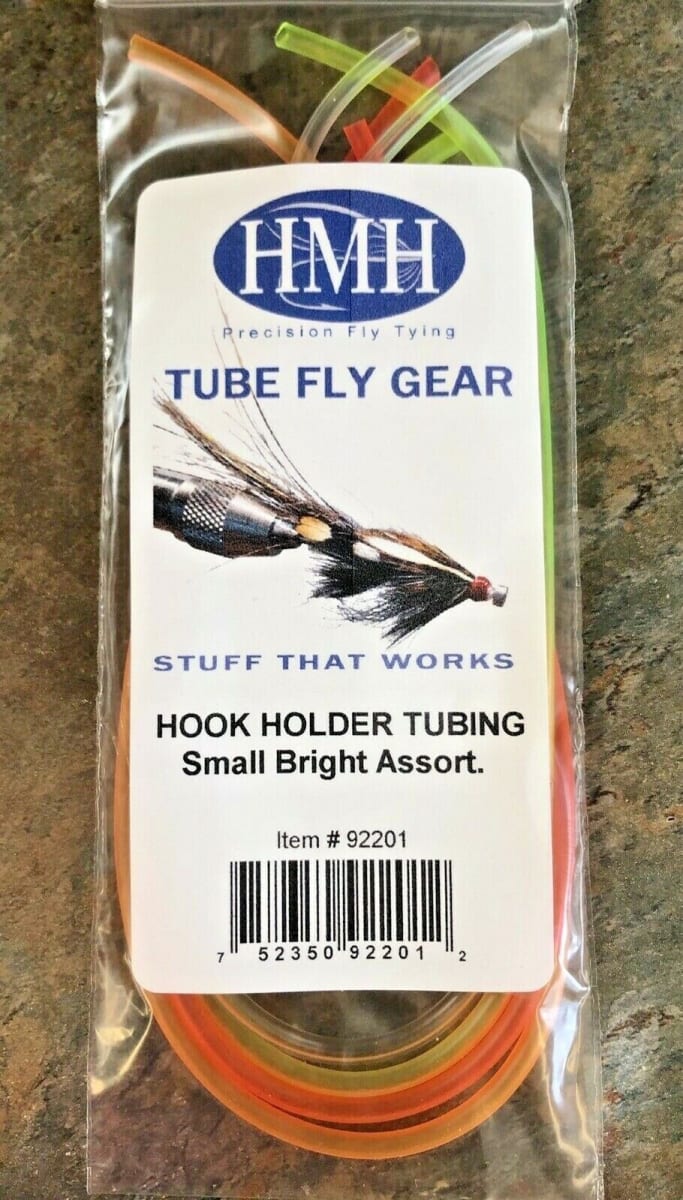 HMH
Precision Fly Tying
TUBE FLY GEAR
STUFF THAT WORKS
HOOK HOLDER TUBING
Small Bright Assort.
Item # 92201
7 52350 92201 2